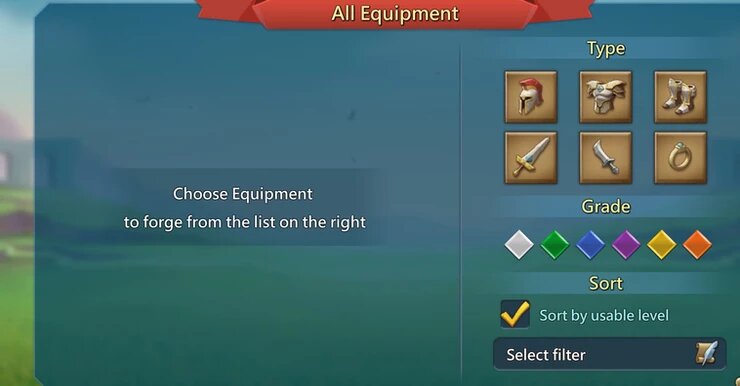 All Equipment
Type
Choose Equipment
to forge from the list on the right
Grade
Sort
Sort by usable level
Select filter